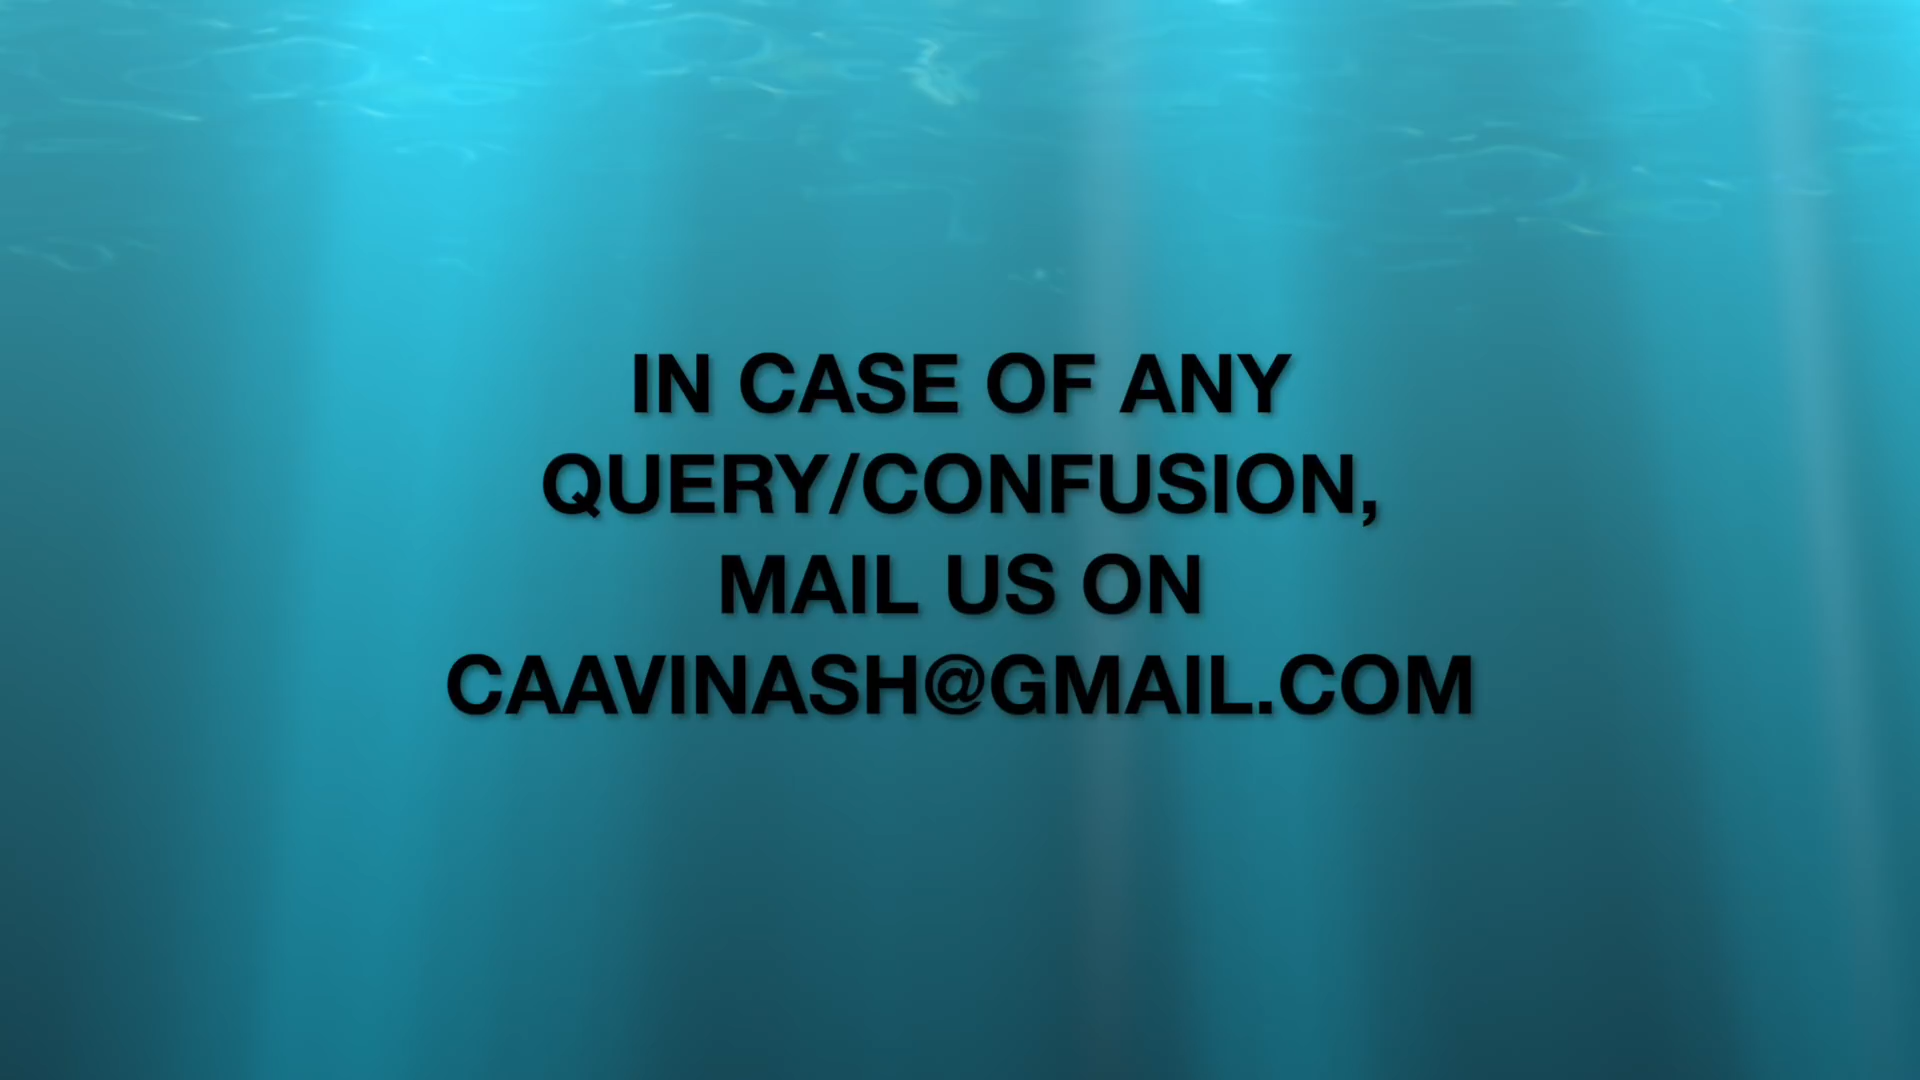 IN CASE OF ANY
QUERY/CONFUSION,
MAIL US ON
CAAVINASH@GMAIL.COM